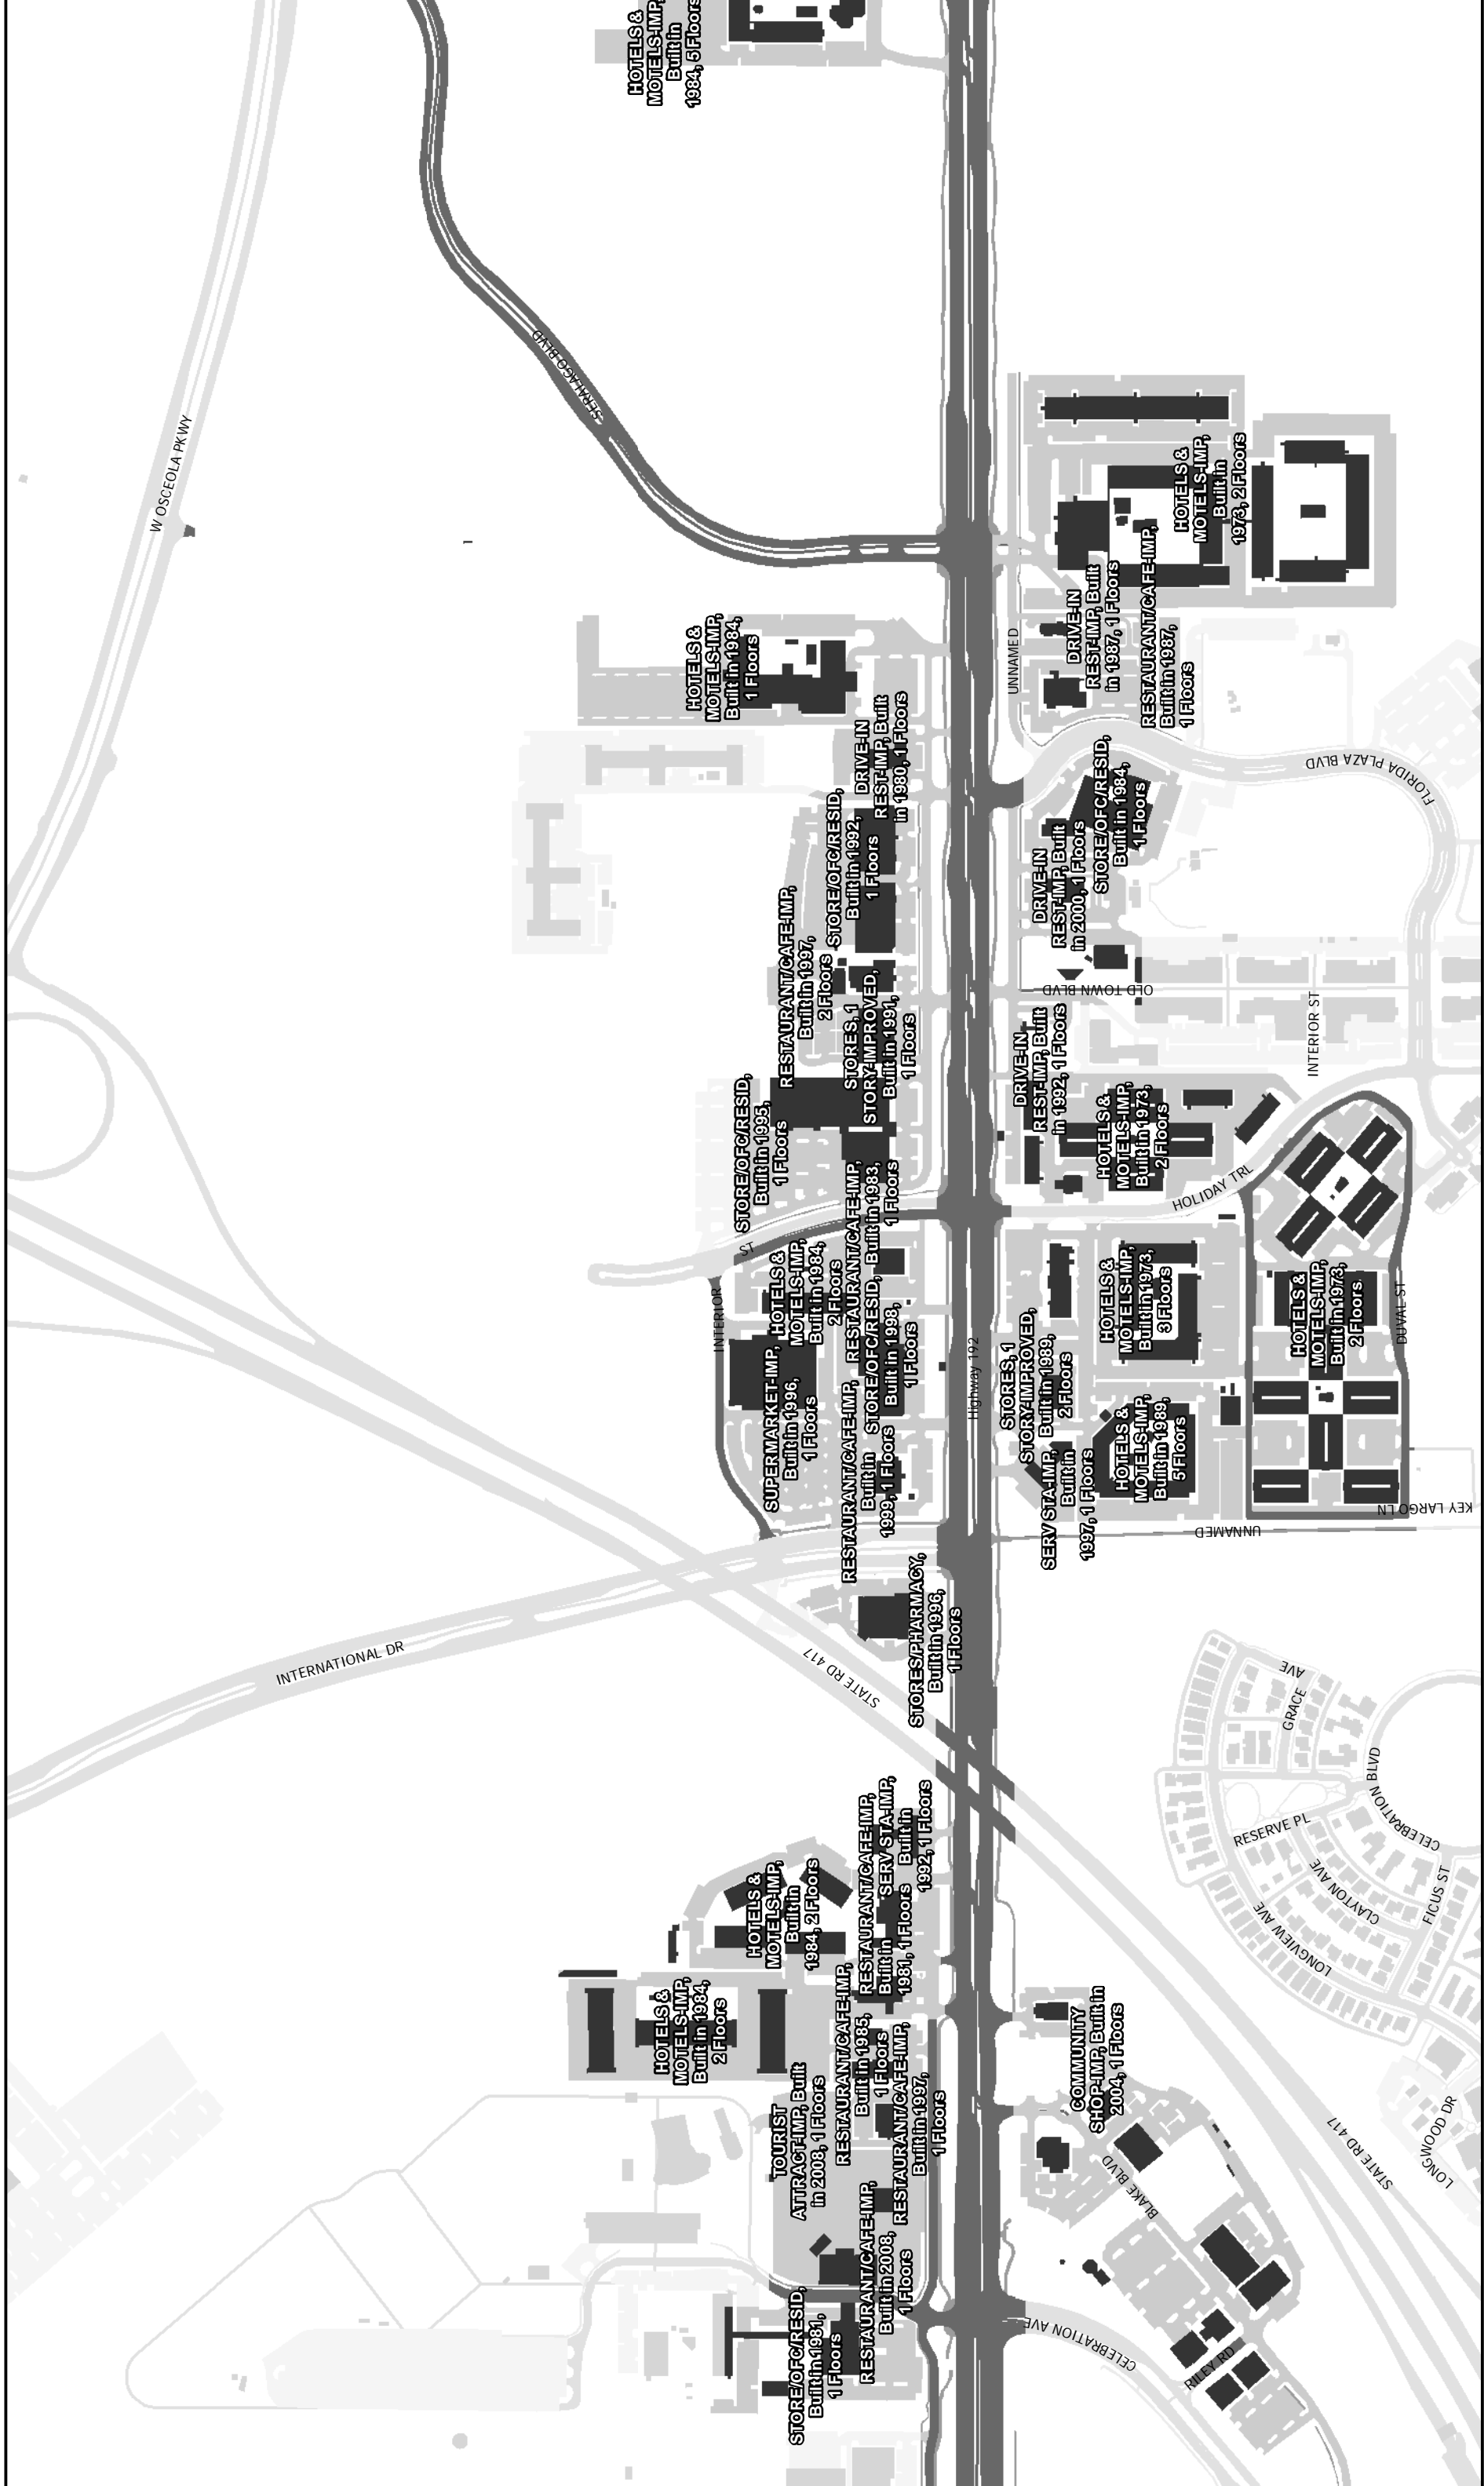 HOTELS &
MOTELS-IMP,
Built in
1984, 5 Floors
SERALAGO BLVD
W OSCEOLA PKWY
HOTELS &
MOTELS-IMP,
Built in
1973, 2 Floors
DRIVE-IN
REST-IMP, Built
in 1987, 1 Floors
RESTAURANT/CAFE-IMP,
Built in 1987,
1 Floors
UNNAMED
HOTELS &
MOTELS-IMP,
Built in 1984,
1 Floors
DRIVE-IN
REST-IMP, Built
in 1980, 1 Floors
FLORIDA PLAZA BLVD
STORE/OFC/RESID,
Built in 1984,
1 Floors
DRIVE-IN
REST-IMP, Built
in 2000, 1 Floors
STORE/OFC/RESID,
Built in 1992,
1 Floors
RESTAURANT/CAFE-IMP,
Built in 1997,
2 Floors
OLD TOWN BLVD
INTERIOR ST
STORES, 1
STORY-IMPROVED,
Built in 1991,
1 Floors
DRIVE-IN
REST-IMP, Built
in 1992, 1 Floors
HOTELS &
MOTELS-IMP,
Built in 1973,
2 Floors
STORE/OFC/RESID,
Built in 1995,
1 Floors
HOLIDAY TRL
RESTAURANT/CAFE-IMP,
Built in 1983,
1 Floors
ST
INTERIOR
HOTELS &
MOTELS-IMP,
Built in 1984,
2 Floors
STORE/OFC/RESID,
Built in 1998,
1 Floors
Highway 192
HOTELS &
MOTELS-IMP,
Built in 1973,
3 Floors
HOTELS &
MOTELS-IMP,
Built in 1973,
2 Floors
DUVAL ST
SUPERMARKET-IMP,
Built in 1996,
1 Floors
STORES, 1
STORY-IMPROVED,
Built in 1989,
2 Floors
HOTELS &
MOTELS-IMP,
Built in 1989,
5 Floors
RESTAURANT/CAFE-IMP,
Built in
1999, 1 Floors
SERV STA-IMP,
Built in
1997, 1 Floors
KEY LARGO LN
UNNAMED
INTERNATIONAL DR
STORES/PHARMACY,
Built in 1996,
1 Floors
STATE RD 417
GRACE
AVE
CELEBRATION BLVD
RESERVE PL
CLAYTON AVE
FICUS ST
LONGVIEW AVE
SERV STA-IMP,
Built in
1992, 1 Floors
RESTAURANT/CAFE-IMP,
Built in
1981, 1 Floors
HOTELS &
MOTELS-IMP,
Built in
1984, 2 Floors
HOTELS &
MOTELS-IMP,
Built in 1984,
2 Floors
RESTAURANT/CAFE-IMP,
Built in 1985,
1 Floors
COMMUNITY
SHOP-IMP, Built in
2004, 1 Floors
TOURIST
ATTRACT-IMP, Built
in 2008, 1 Floors
RESTAURANT/CAFE-IMP,
Built in 1997,
1 Floors
BLAKE BLVD
STATE RD 417
LONGWOOD DR
RESTAURANT/CAFE-IMP,
Built in 2008,
1 Floors
STORE/OFC/RESID,
Built in 1981,
1 Floors
CELEBRATION AVE
RILEY RD